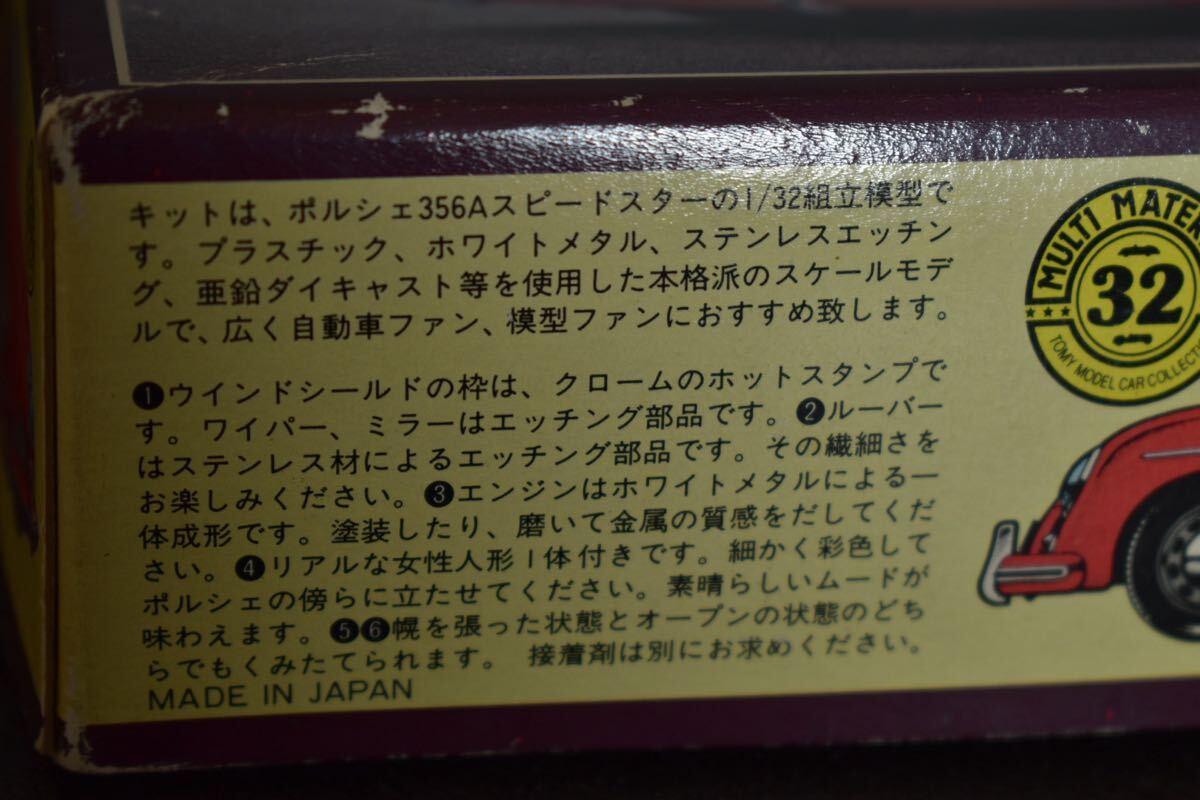 キットは、ポルシェ356Aスピードスターの1/32組立模型で
す。プラスチック、ホワイトメタル、ステンレスエッチン
グ、亜鉛ダイキャスト等を使用した本格派のスケールモデ
ルで、広く自動車ファン、模型ファンにおすすめ致します。
❶ウインドシールドの枠は、クロームのホットスタンプで
す。ワイパー、ミラーはエッチング部品です。❷ルーバー
はステンレス材によるエッチング部品です。その繊細さを
お楽しみください。❸エンジンはホワイトメタルによる一
体成形です。塗装したり、磨いて金属の質感をだしてくだ
さい。❹リアルな女性人形1体付きです。細かく彩色して
ポルシェの傍らに立たせてください。素晴らしいムードが
味わえます。❺❻幌を張った状態とオープンの状態のどち
らでもくみたてられます。 接着剤は別にお求めください。
MADE IN JAPAN
MULTI MATER
32
TOMY MODEL CAR COLLECTI